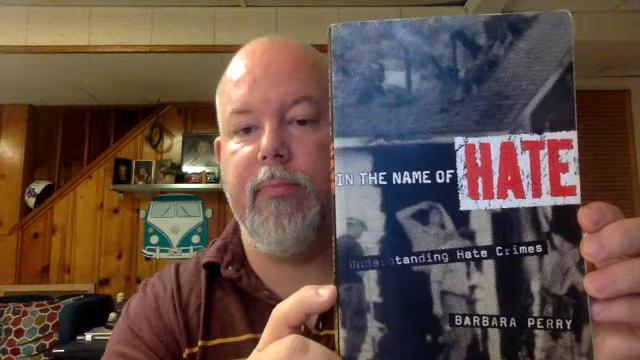 IN THE NAME OF HATE
Understanding Hate Crimes
BARBARA PERRY